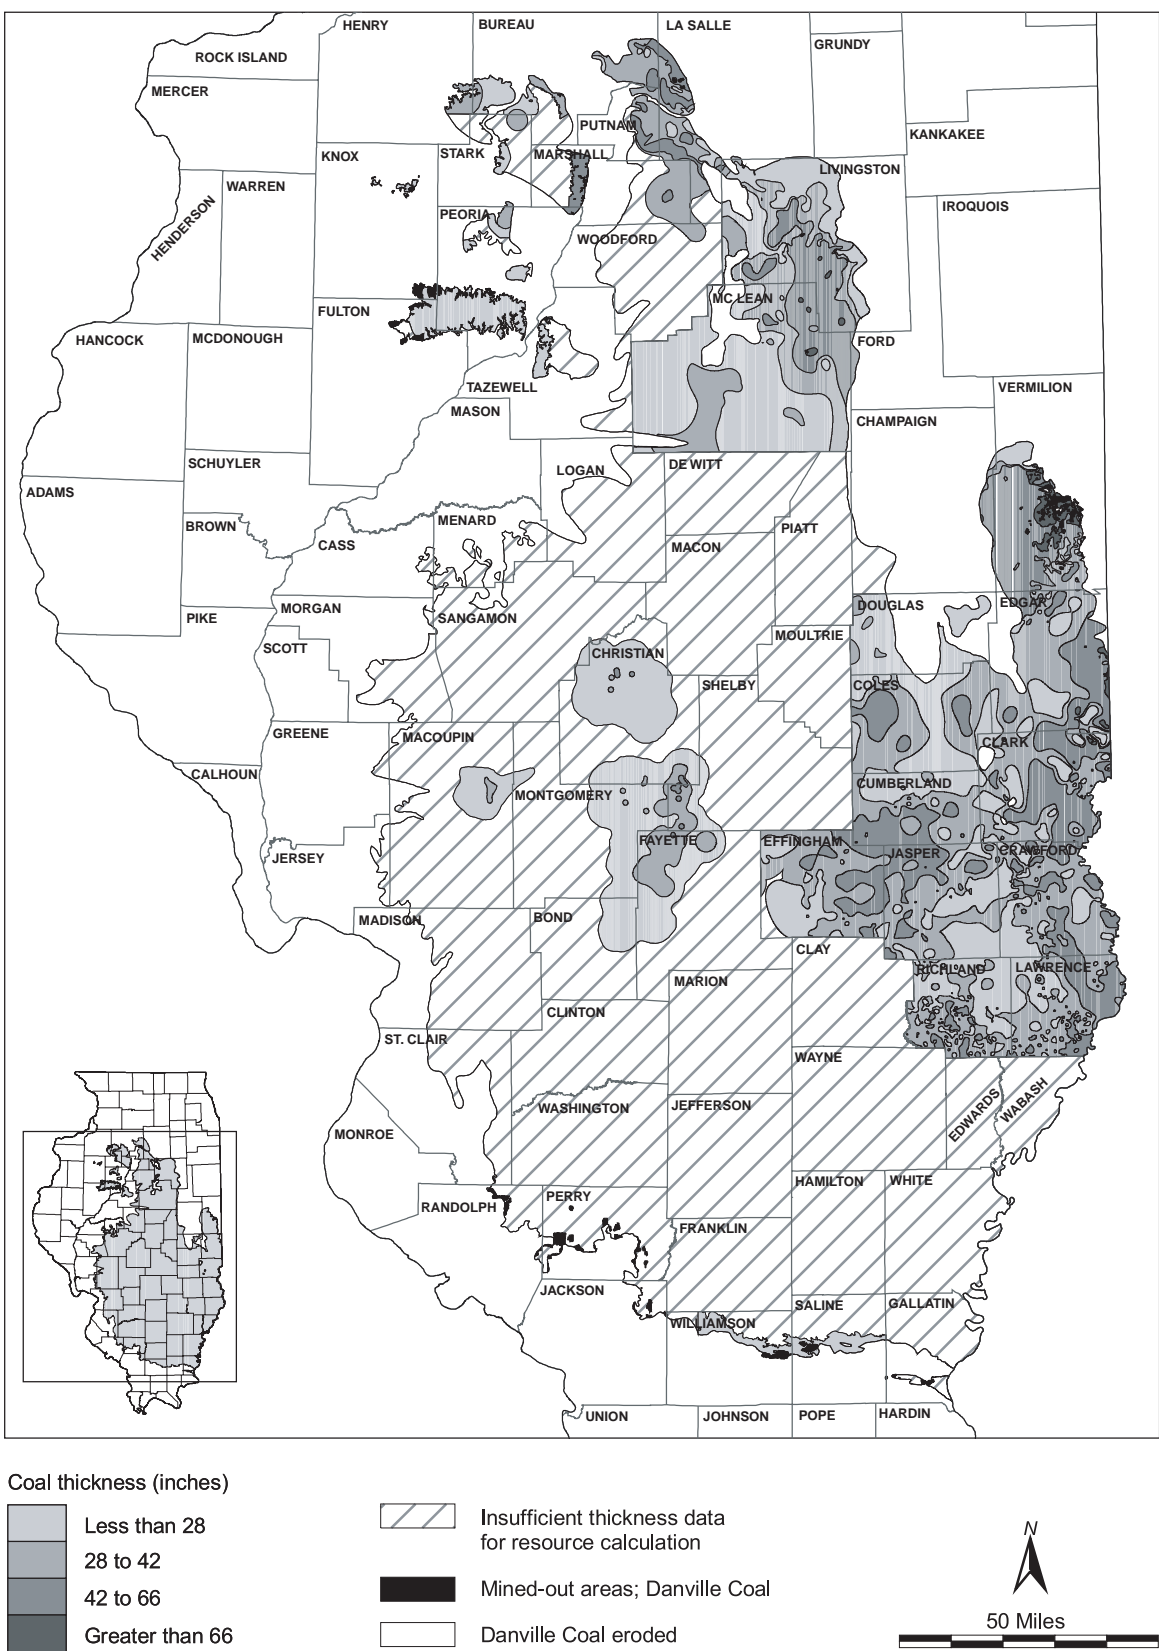 HENRY
BUREAU
LA SALLE
GRUNDY
ROCK ISLAND
MERCER
PUTNAM
KANKAKEE
KNOX
STARK
MARSHALL
LIVINGSTON
WARREN
HENDERSON
PEORIA
IROQUOIS
WOODFORD
FULTON
MC LEAN
HANCOCK
MCDONOUGH
FORD
TAZEWELL
VERMILION
MASON
CHAMPAIGN
SCHUYLER
LOGAN
DE WITT
ADAMS
BROWN
MENARD
PIATT
CASS
MACON
MORGAN
DOUGLAS
EDGAR
PIKE
SANGAMON
MOULTRIE
SCOTT
CHRISTIAN
SHELBY
COLES
GREENE
MACOUPIN
CLARK
CALHOUN
CUMBERLAND
MONTGOMERY
FAYETTE
EFFINGHAM
JASPER
CRAWFORD
JERSEY
MADISON
BOND
CLAY
RICHLAND
LAWRENCE
MARION
CLINTON
ST. CLAIR
WAYNE
WASHINGTON
JEFFERSON
EDWARDS
WABASH
MONROE
HAMILTON
WHITE
RANDOLPH
PERRY
FRANKLIN
JACKSON
SALINE
GALLATIN
WILLIAMSON
UNION
JOHNSON
POPE
HARDIN
Coal thickness (inches)
Less than 28
28 to 42
42 to 66
Greater than 66
Insufficient thickness data
for resource calculation
Mined-out areas; Danville Coal
Danville Coal eroded
N
50 Miles